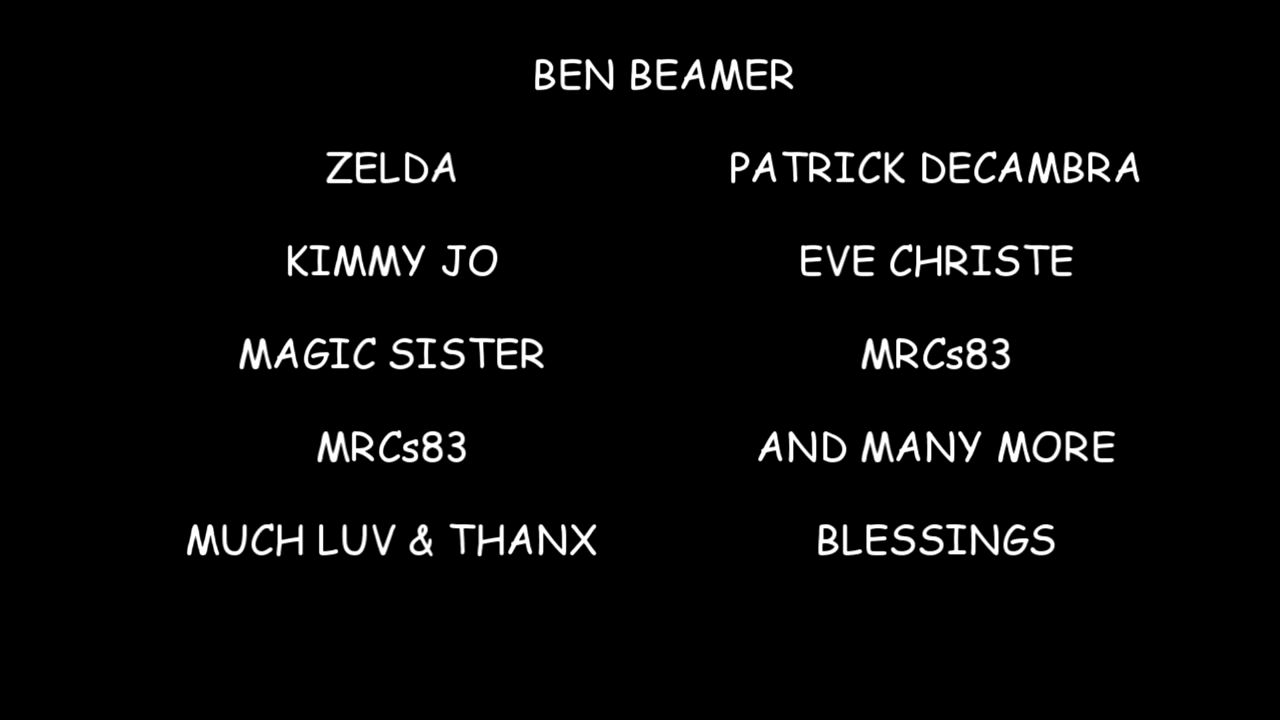 BEN BEAMER
ZELDA PATRICK DECAMBRA
KIMMY JO EVE CHRISTE
MAGIC SISTER MRCs83
MRCs83 AND MANY MORE
MUCH LUV & THANX BLESSINGS